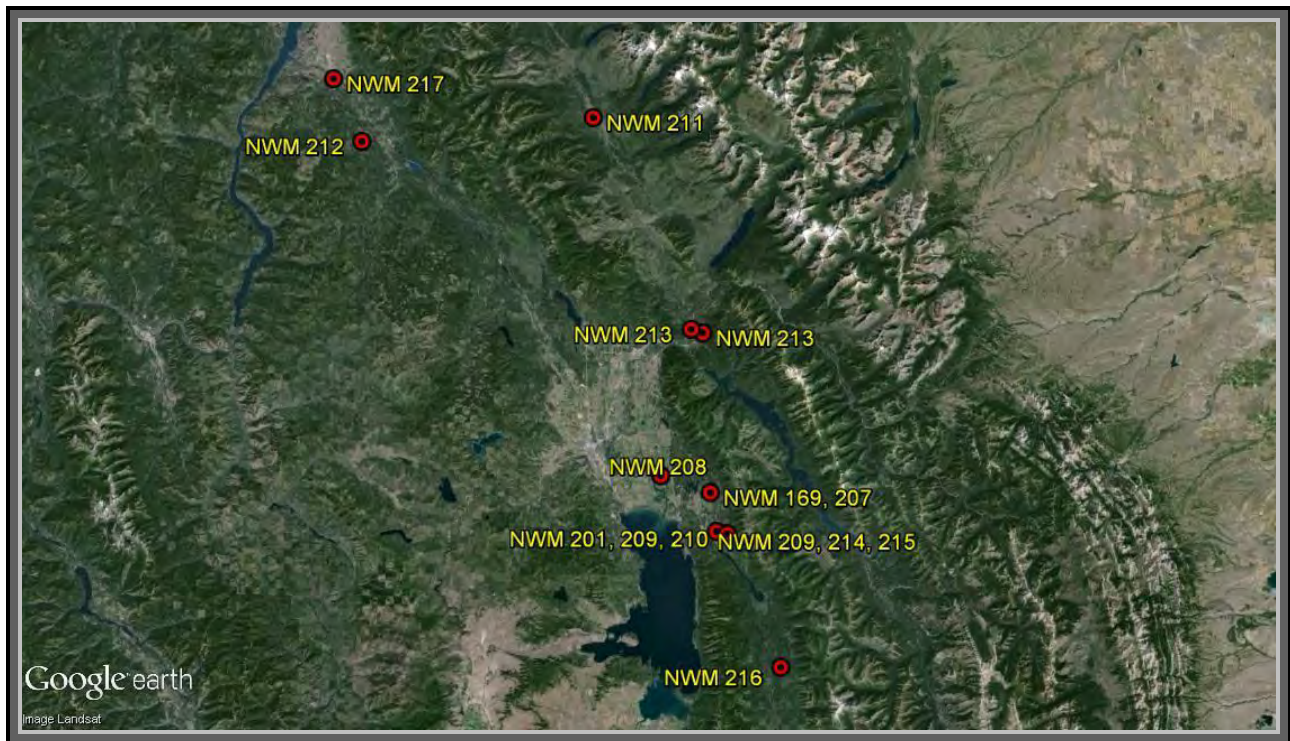 NWM 217
NWM 211
NWM 212
NWM 213
NWM 213
NWM 208
NWM 169, 207
NWM 201, 209, 210
NWM 209, 214, 215
NWM 216
Google earth
Image Landsat